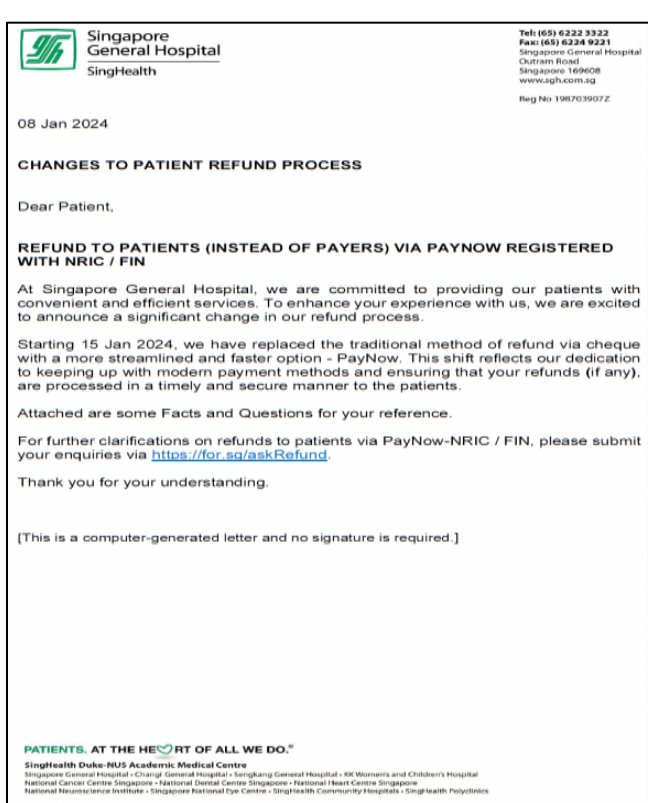 Singapore
General Hospital
SingHealth
Tel: (65) 6222 3322
Fax: (65) 6224 9221
Singapore General Hospital
Outram Road
Singapore 169608
www.sgh.com.sg
Reg No 198703907Z
08 Jan 2024
CHANGES TO PATIENT REFUND PROCESS
Dear Patient,
REFUND TO PATIENTS (INSTEAD OF PAYERS) VIA PAYNOW REGISTERED
WITH NRIC / FIN
At Singapore General Hospital, we are committed to providing our patients with
convenient and efficient services. To enhance your experience with us, we are excited
to announce a significant change in our refund process.
Starting 15 Jan 2024, we have replaced the traditional method of refund via cheque
with a more streamlined and faster option - PayNow. This shift reflects our dedication
to keeping up with modern payment methods and ensuring that your refunds (if any),
are processed in a timely and secure manner to the patients.
Attached are some Facts and Questions for your reference.
For further clarifications on refunds to patients via PayNow-NRIC / FIN, please submit
your enquiries via https://for.sg/askRefund.
Thank you for your understanding.
[This is a computer-generated letter and no signature is required.]
PATIENTS. AT THE HE♡RT OF ALL WE DO.®
SingHealth Duke-NUS Academic Medical Centre
Singapore General Hospital • Changi General Hospital • Sengkang General Hospital • KK Women's and Children's Hospital
National Cancer Centre Singapore • National Dental Centre Singapore • National Heart Centre Singapore
National Neuroscience Institute • Singapore National Eye Centre • SingHealth Community Hospitals • SingHealth Polyclinics